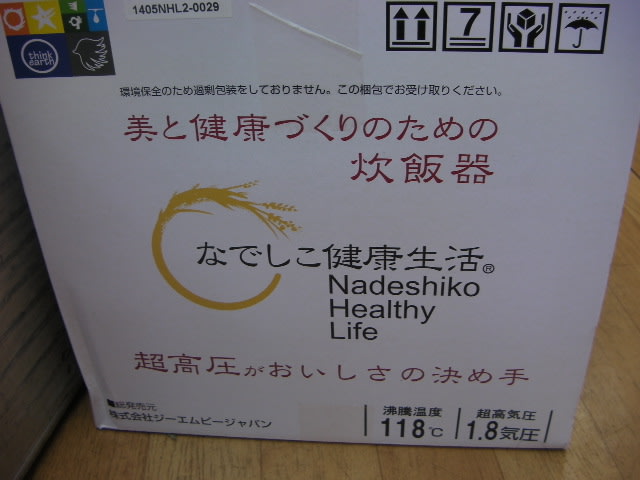 1405NHL2-0029
think
earth
7
環境保全のため過剰包装をしておりません。この梱包でお受け取りください。
美と健康づくりのための
炊飯器
なでしこ健康生活®
Nadeshiko
Healthy
Life
超高圧がおいしさの決め手
■総発売元
株式会社ジーエムピージャパン
沸騰温度
118℃
超高気圧
1.8気圧